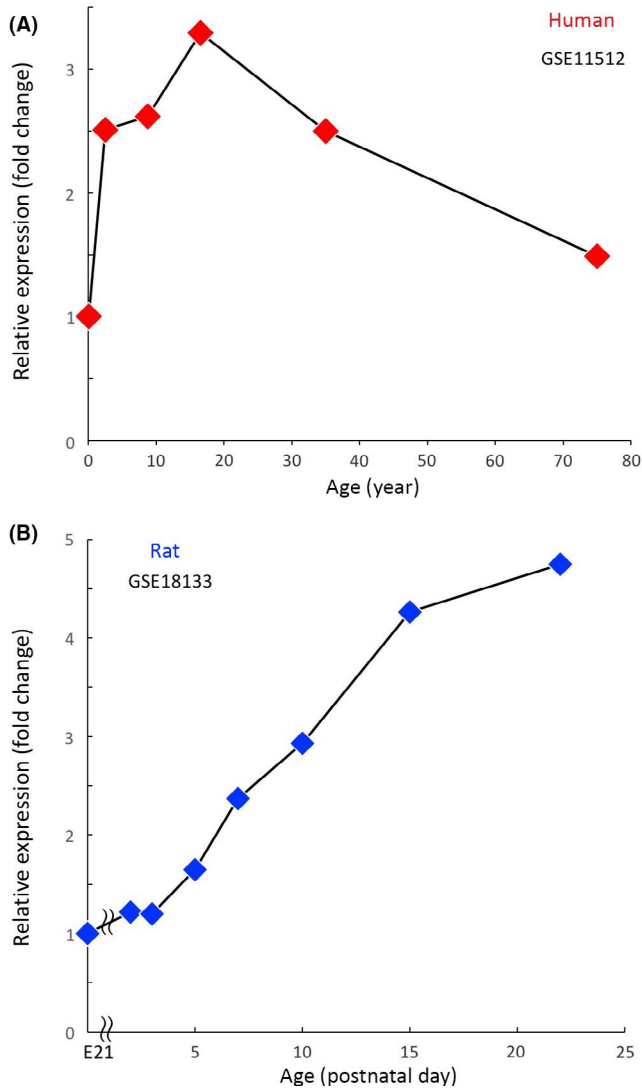 (A)
Human
GSE11512
Relative expression (fold change)
3
2
1
0
0 10 20 30 40 50 60 70 80
Age (year)
(B)
Rat
GSE18133
Relative expression (fold change)
5
4
3
2
1
0
E21 5 10 15 20 25
Age (postnatal day)